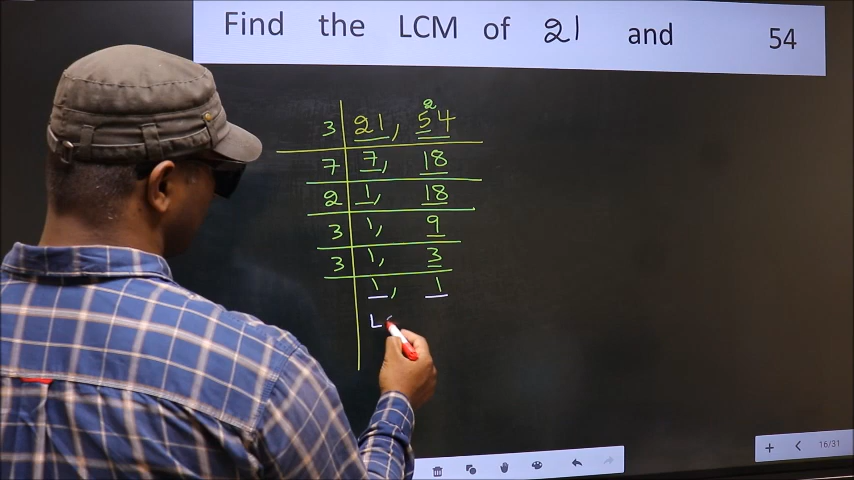 Find the LCM of 21 and 54
2
3 21, 54
7 7, 18
2 1, 18
3 1, 9
3 1, 3
1, 1
L
16/31